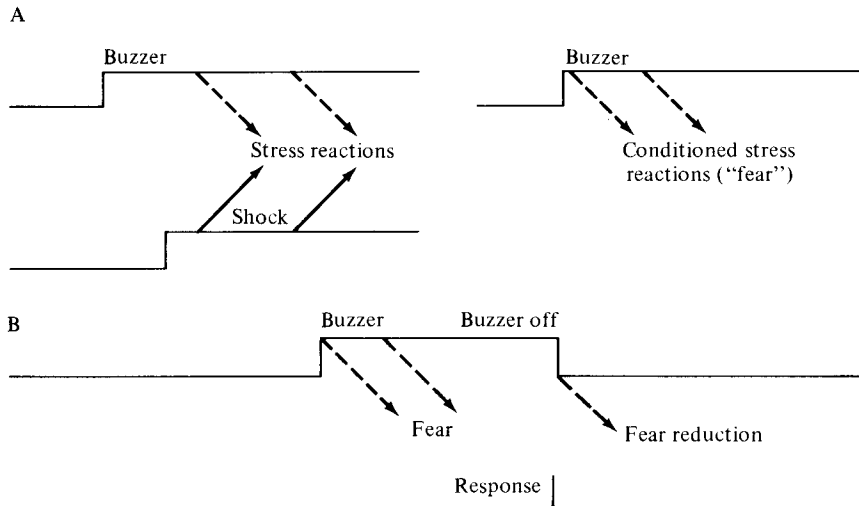 A
Buzzer
Stress reactions
Shock
Buzzer
Conditioned stress
reactions (“fear”)
B
Buzzer
Buzzer off
Fear
Fear reduction
Response